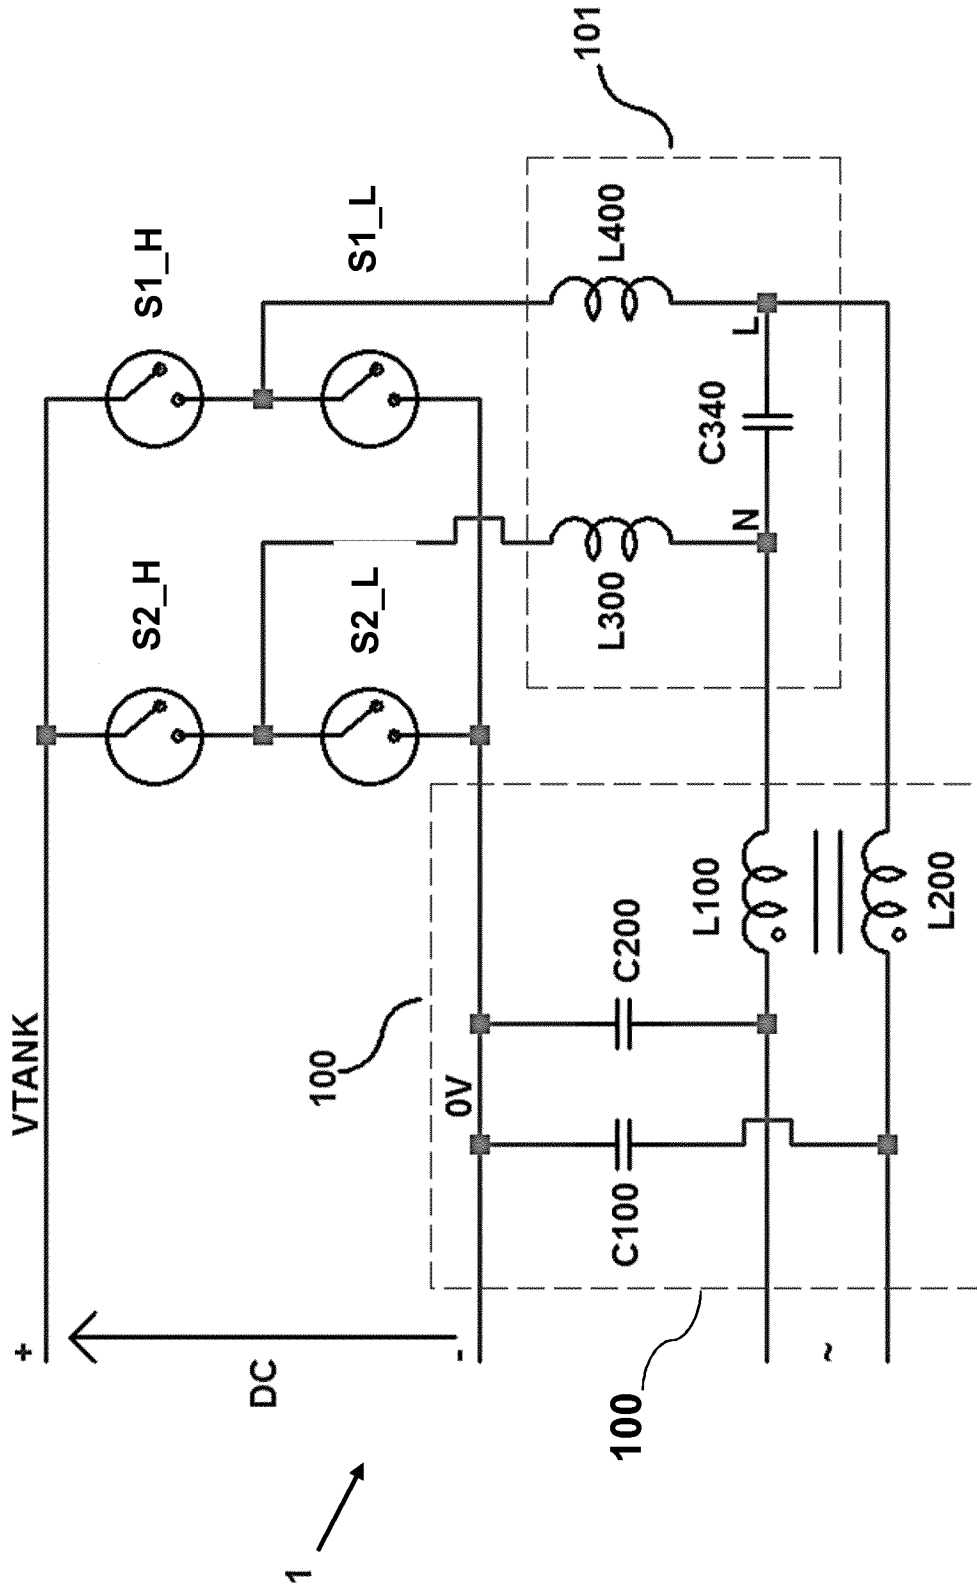 101
S1_H
S1_L
L400
L
C340
N
S2_H
S2_L
L300
VTANK
100
0V
C200
L100
L200
C100
+
DC
-
~
100
1